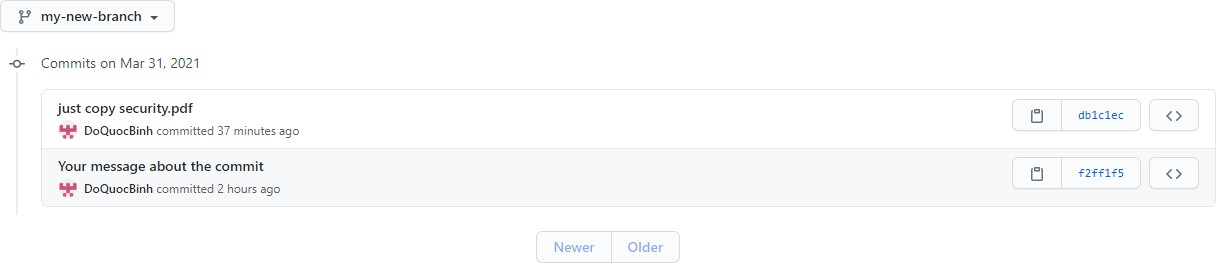 my-new-branch
Commits on Mar 31, 2021
just copy security.pdf
db1c1ec
DoQuocBinh committed 37 minutes ago
Your message about the commit
f2ff1f5
DoQuocBinh committed 2 hours ago
Newer Older